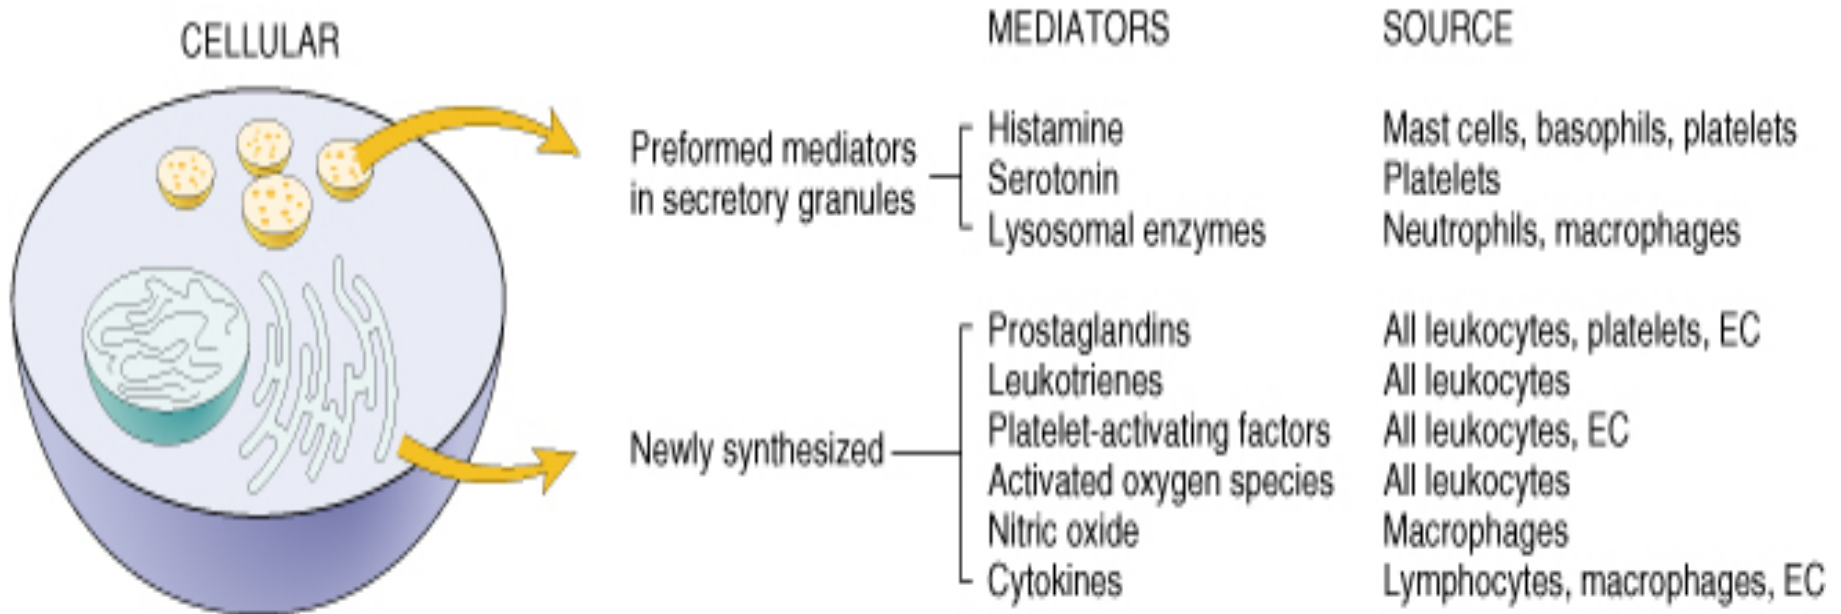 CELLULAR
MEDIATORS SOURCE
Preformed mediators
in secretory granules
Histamine Mast cells, basophils, platelets
Serotonin Platelets
Lysosomal enzymes Neutrophils, macrophages
Newly synthesized
Prostaglandins All leukocytes, platelets, EC
Leukotrienes All leukocytes
Platelet-activating factors All leukocytes, EC
Activated oxygen species All leukocytes
Nitric oxide Macrophages
Cytokines Lymphocytes, macrophages, EC